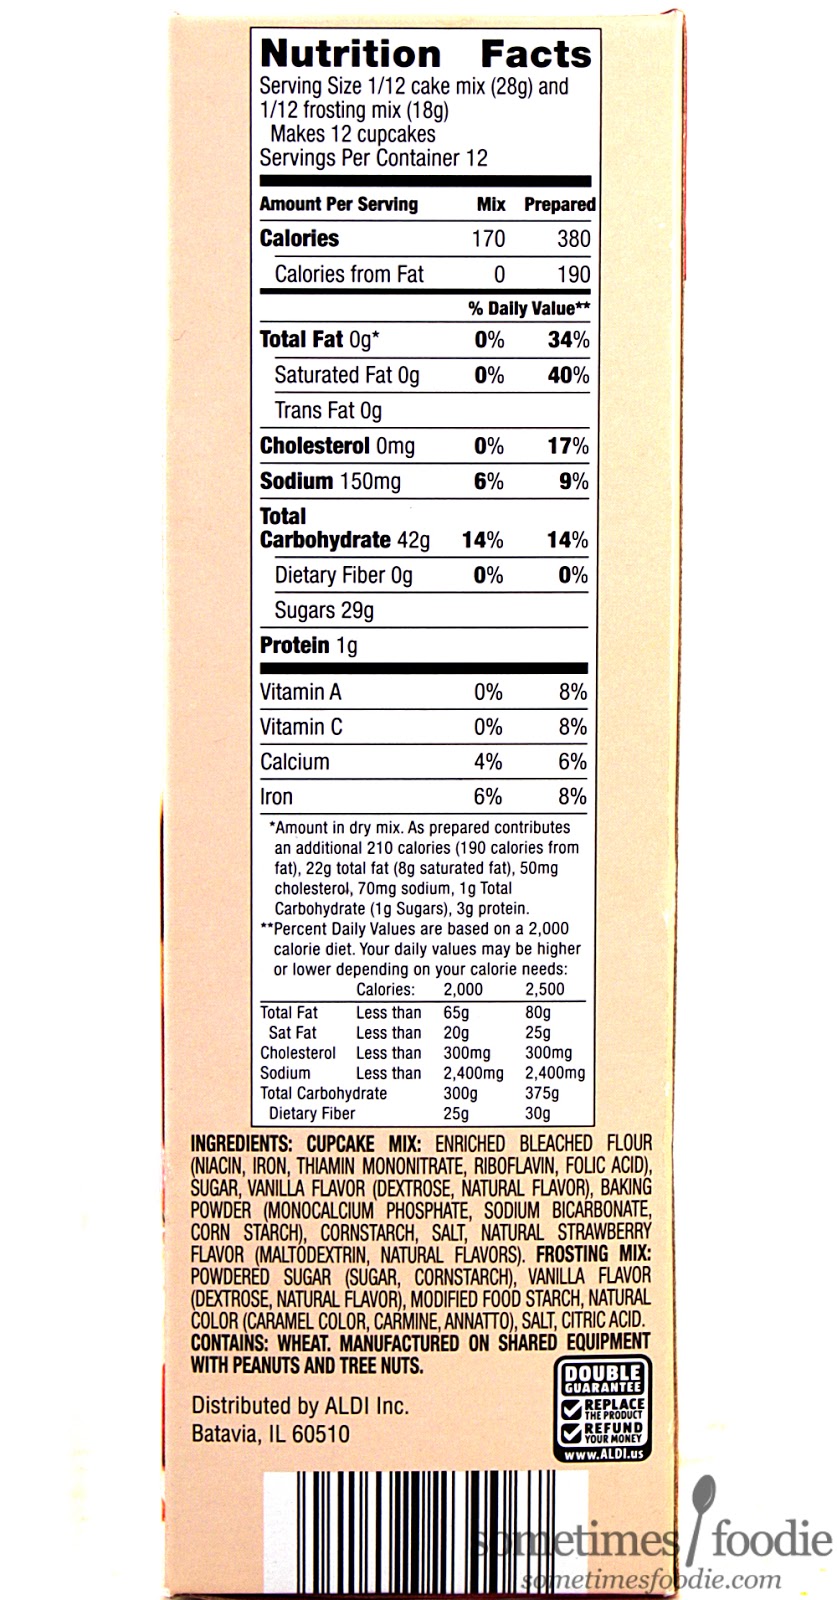 Nutrition Facts
Serving Size 1/12 cake mix (28g) and
1/12 frosting mix (18g)
Makes 12 cupcakes
Servings Per Container 12
Amount Per Serving Mix Prepared
Calories 170 380
Calories from Fat 0 190
% Daily Value**
Total Fat 0g* 0% 34%
Saturated Fat 0g 0% 40%
Trans Fat 0g
Cholesterol 0mg 0% 17%
Sodium 150mg 6% 9%
Total
Carbohydrate 42g 14% 14%
Dietary Fiber 0g 0% 0%
Sugars 29g
Protein 1g
Vitamin A 0% 8%
Vitamin C 0% 8%
Calcium 4% 6%
Iron 6% 8%
*Amount in dry mix. As prepared contributes
an additional 210 calories (190 calories from
fat), 22g total fat (8g saturated fat), 50mg
cholesterol, 70mg sodium, 1g Total
Carbohydrate (1g Sugars), 3g protein.
**Percent Daily Values are based on a 2,000
calorie diet. Your daily values may be higher
or lower depending on your calorie needs:
Calories: 2,000 2,500
Total Fat Less than 65g 80g
Sat Fat Less than 20g 25g
Cholesterol Less than 300mg 300mg
Sodium Less than 2,400mg 2,400mg
Total Carbohydrate 300g 375g
Dietary Fiber 25g 30g
INGREDIENTS: CUPCAKE MIX: ENRICHED BLEACHED FLOUR
(NIACIN, IRON, THIAMIN MONONITRATE, RIBOFLAVIN, FOLIC ACID),
SUGAR, VANILLA FLAVOR (DEXTROSE, NATURAL FLAVOR), BAKING
POWDER (MONOCALCIUM PHOSPHATE, SODIUM BICARBONATE,
CORN STARCH), CORNSTARCH, SALT, NATURAL STRAWBERRY
FLAVOR (MALTODEXTRIN, NATURAL FLAVORS). FROSTING MIX:
POWDERED SUGAR (SUGAR, CORNSTARCH), VANILLA FLAVOR
(DEXTROSE, NATURAL FLAVOR), MODIFIED FOOD STARCH, NATURAL
COLOR (CARAMEL COLOR, CARMINE, ANNATTO), SALT, CITRIC ACID.
CONTAINS: WHEAT. MANUFACTURED ON SHARED EQUIPMENT
WITH PEANUTS AND TREE NUTS.
Distributed by ALDI Inc.
Batavia, IL 60510
DOUBLE
GUARANTEE
REPLACE
THE PRODUCT
REFUND
YOUR MONEY
www.ALDI.us
sometimes foodie
sometimesfoodie.com